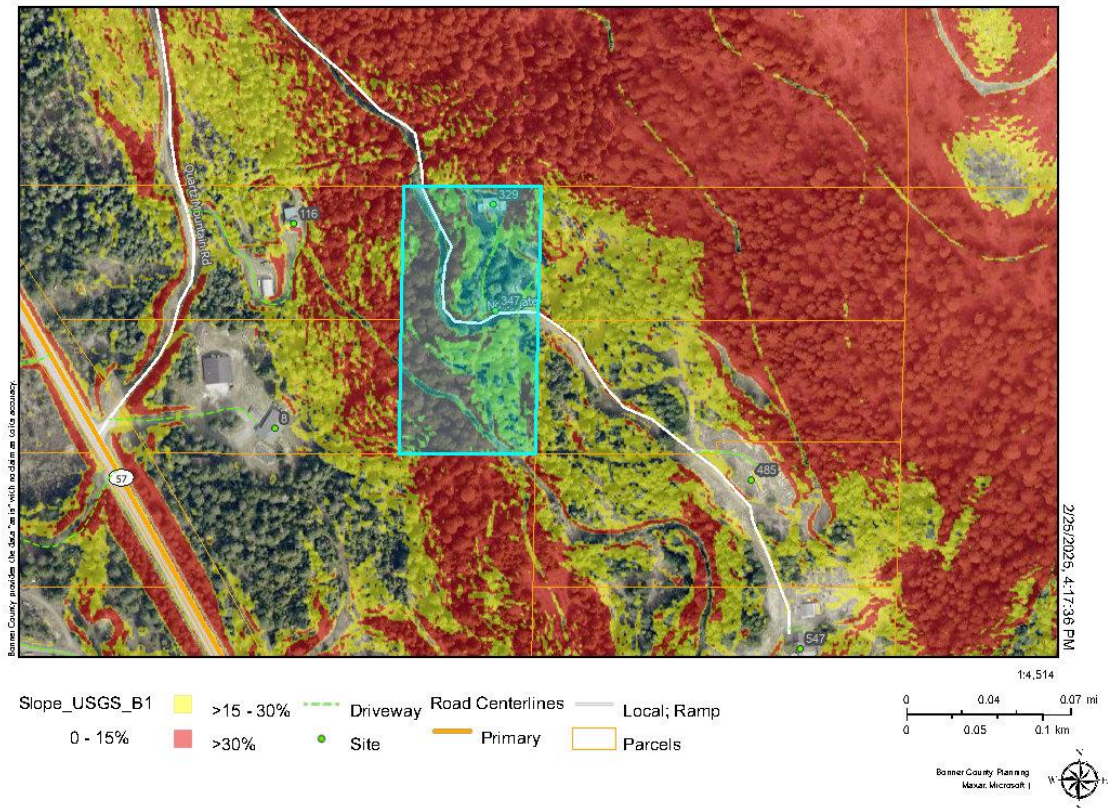 329
116
Quartz Mountain Rd
347
8
57
485
547
Bonner County provides this data "as is" with no claim as to its accuracy.
2/25/2025, 4:17:36 PM
1:4,514
Slope_USGS_B1
0 - 15%
>15 - 30%
>30%
Driveway
Site
Road Centerlines
Primary
Local; Ramp
Parcels
0 0.04 0.07 mi
0 0.05 0.1 km
Bonner County Planning
Maxar, Microsoft |
N
W
E
S